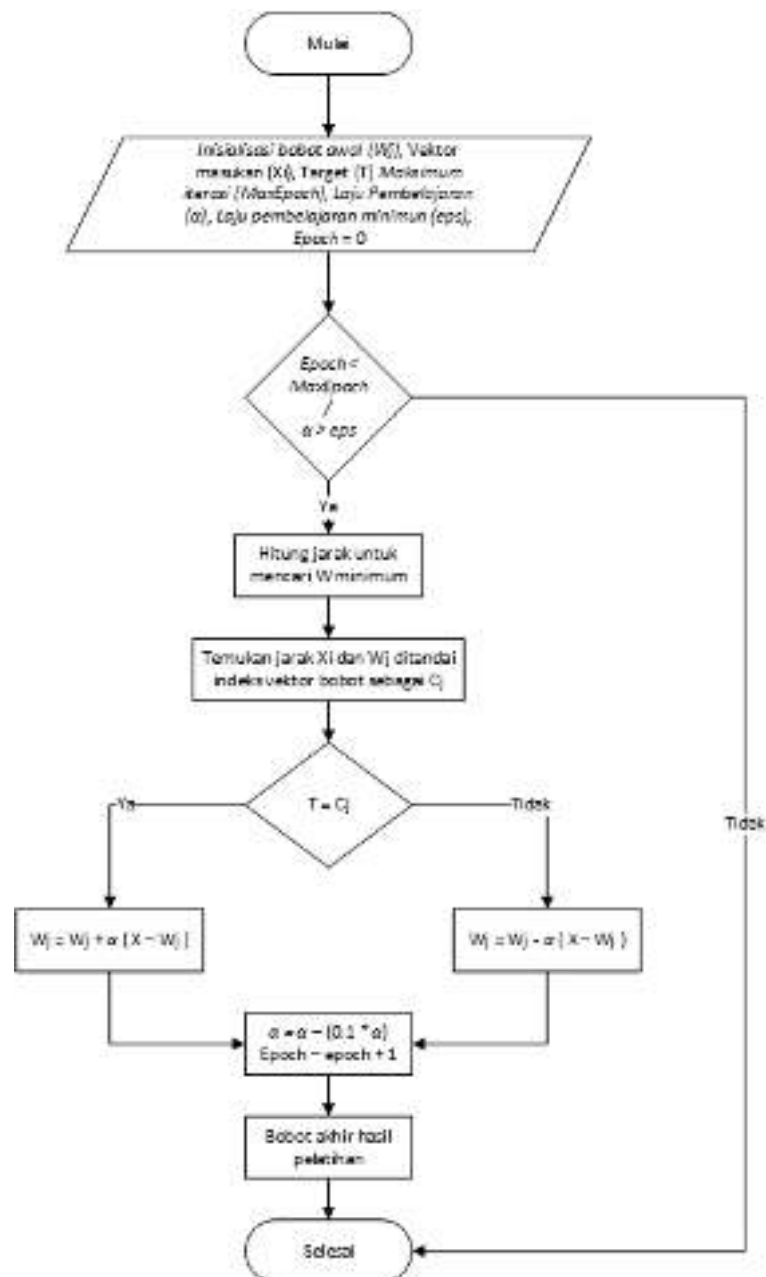 Mulai
Inisialisasi bobot awal (Wj), Vektor
masukan (Xi), Target (T) Maksimum
iterasi (MaxEpoch), Laju Pembelajaran
(α), Laju pembelajaran minimun (eps),
Epoch = 0
Epoch <
MaxEpoch
/
α > eps
Ya
Hitung jarak untuk
mencari W minimum
Temukan jarak Xi dan Wj ditandai
indeks vektor bobot sebagai Cj
T = Cj
Ya
Tidak
Tidak
Wj = Wj + α ( X – Wj )
Wj = Wj - α ( X – Wj )
α = α – (0.1 * α)
Epoch = epoch + 1
Bobot akhir hasil
pelatihan
Selesai